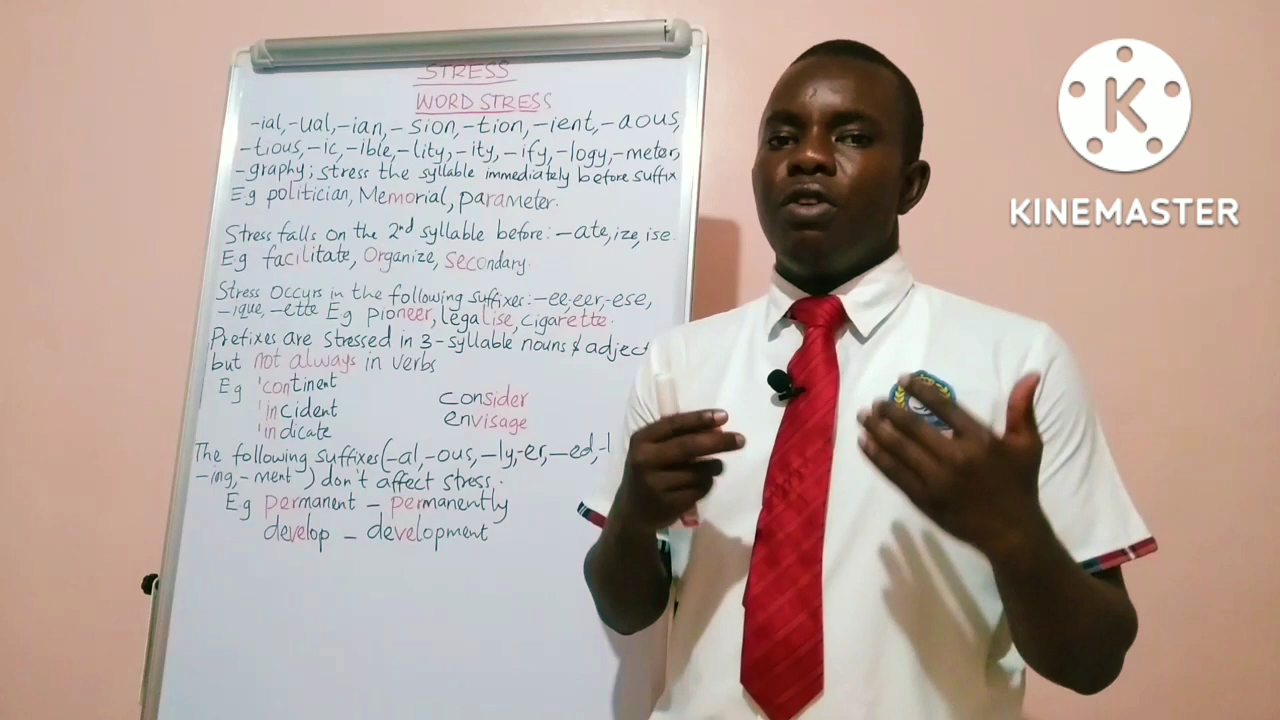 STRESS
WORD STRESS
-ial, -ual, -ian, -sion, -tion, -ient, -aous,
-tious, -ic, -ible, -lity, -ity, -ify, -logy, -meter,
-graphy; stress the syllable immediately before suffix
E.g politician, Memorial, parameter.
Stress falls on the 2nd syllable before: -ate, ize, ise.
Eg facilitate, Organize, secondary.
Stress occurs in the following suffixes: -ee, -eer, -ese,
-ique, -ette Eg pioneer, legalise, cigarette.
Prefixes are stressed in 3-syllable nouns & adject
but not always in verbs
Eg 'continent
consider
'incident
envisage
'indicate
The following suffixes (-al, -ous, -ly, -er, -ed, -l
-ing, -ment) don't affect stress.
Eg permanent - permanently
develop - development
K
KINEMASTER